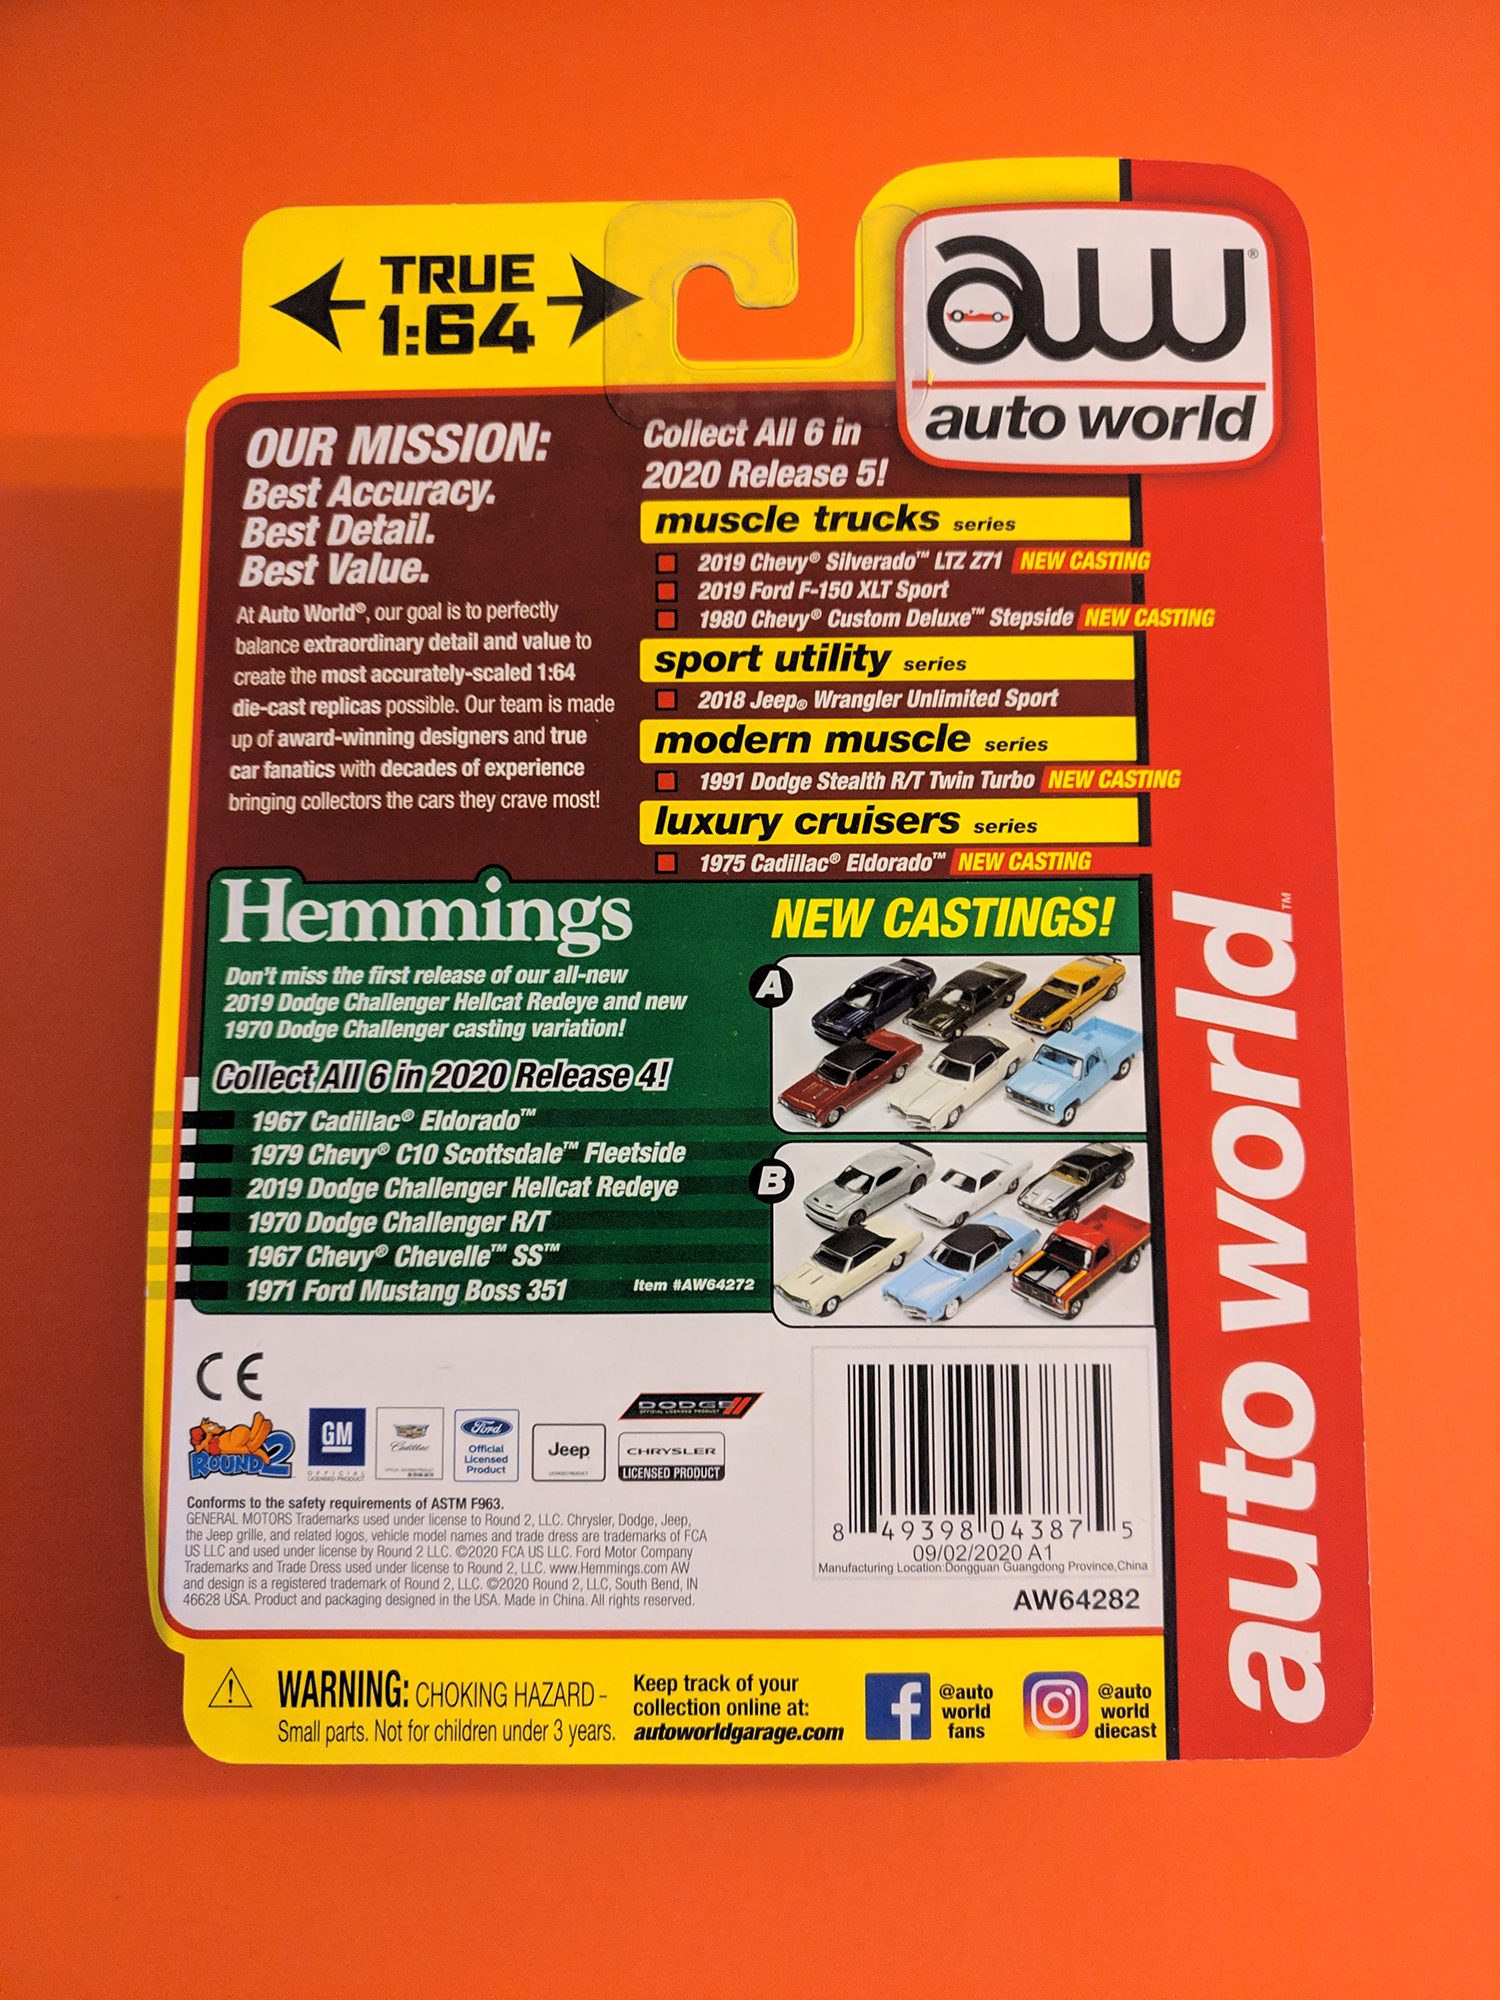 TRUE
1:64
aw®
auto world
OUR MISSION:
Best Accuracy.
Best Detail.
Best Value.
At Auto World®, our goal is to perfectly
balance extraordinary detail and value to
create the most accurately-scaled 1:64
die-cast replicas possible. Our team is made
up of award-winning designers and true
car fanatics with decades of experience
bringing collectors the cars they crave most!
Collect All 6 in
2020 Release 5!
muscle trucks series
2019 Chevy® Silverado™ LTZ Z71 NEW CASTING
2019 Ford F-150 XLT Sport
1980 Chevy® Custom Deluxe™ Stepside NEW CASTING
sport utility series
2018 Jeep® Wrangler Unlimited Sport
modern muscle series
1991 Dodge Stealth R/T Twin Turbo NEW CASTING
luxury cruisers series
1975 Cadillac® Eldorado™ NEW CASTING
Hemmings
Don't miss the first release of our all-new
2019 Dodge Challenger Hellcat Redeye and new
1970 Dodge Challenger casting variation!
Collect All 6 in 2020 Release 4!
1967 Cadillac® Eldorado™
1979 Chevy® C10 Scottsdale™ Fleetside
2019 Dodge Challenger Hellcat Redeye
1970 Dodge Challenger R/T
1967 Chevy® Chevelle™ SS™
1971 Ford Mustang Boss 351
Item #AW64272
NEW CASTINGS!
A
B
auto world™
CE
ROUND 2
GM
OFFICIAL
LICENSED PRODUCT
Cadillac
Ford
Official
Licensed
Product
Jeep
LICENSED PRODUCT
DODGE
OFFICIAL LICENSED PRODUCT
CHRYSLER
LICENSED PRODUCT
Conforms to the safety requirements of ASTM F963.
GENERAL MOTORS Trademarks used under license to Round 2, LLC. Chrysler, Dodge, Jeep,
the Jeep grille, and related logos, vehicle model names and trade dress are trademarks of FCA
US LLC and used under license by Round 2 LLC. ©2020 FCA US LLC. Ford Motor Company
Trademarks and Trade Dress used under license to Round 2, LLC. www.Hemmings.com AW
and design is a registered trademark of Round 2, LLC. ©2020 Round 2, LLC, South Bend, IN
46628 USA. Product and packaging designed in the USA. Made in China. All rights reserved.
8 49398 04387 5
09/02/2020 A1
Manufacturing Location:Dongguan Guangdong Province,China
AW64282
WARNING: CHOKING HAZARD -
Small parts. Not for children under 3 years.
Keep track of your
collection online at:
autoworldgarage.com
@auto
world
fans
@auto
world
diecast